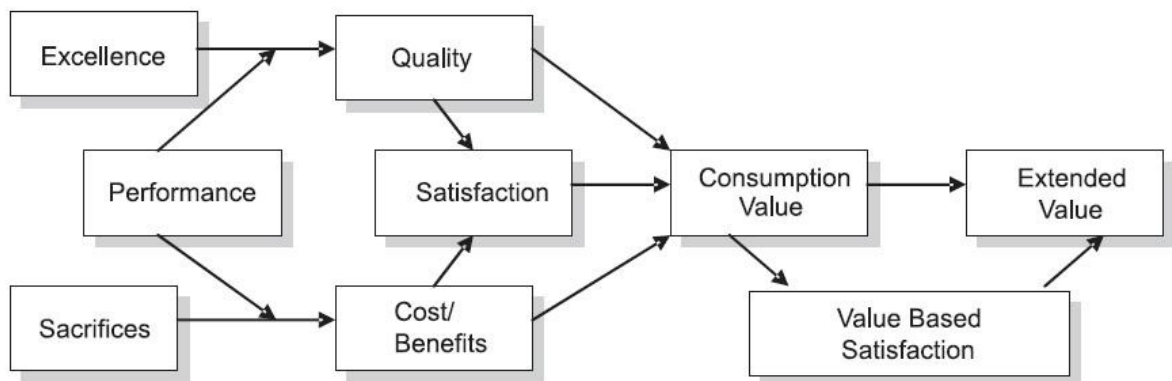 Excellence
Quality
Performance
Satisfaction
Consumption
Value
Extended
Value
Sacrifices
Cost/
Benefits
Value Based
Satisfaction